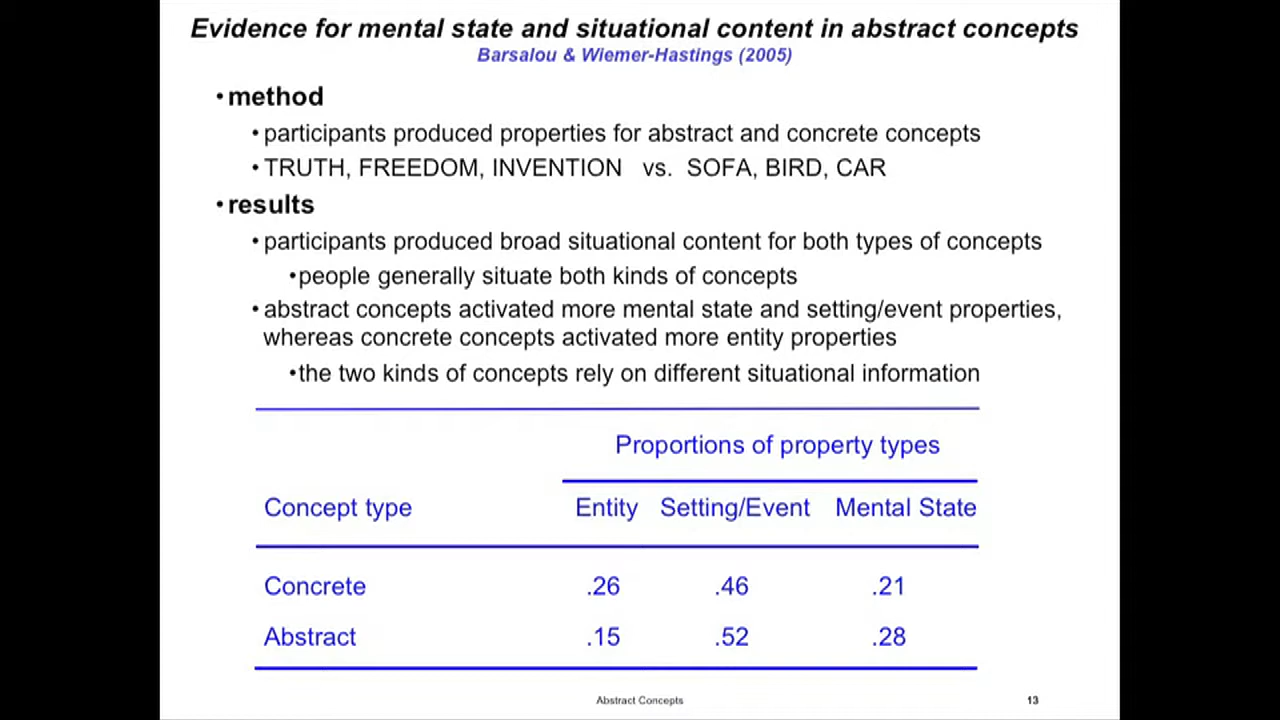 Evidence for mental state and situational content in abstract concepts
Barsalou & Wiemer-Hastings (2005)
•method
•participants produced properties for abstract and concrete concepts
•TRUTH, FREEDOM, INVENTION vs. SOFA, BIRD, CAR
•results
•participants produced broad situational content for both types of concepts
•people generally situate both kinds of concepts
•abstract concepts activated more mental state and setting/event properties,
whereas concrete concepts activated more entity properties
•the two kinds of concepts rely on different situational information
Proportions of property types
Concept type Entity Setting/Event Mental State
Concrete .26 .46 .21
Abstract .15 .52 .28
Abstract Concepts 13